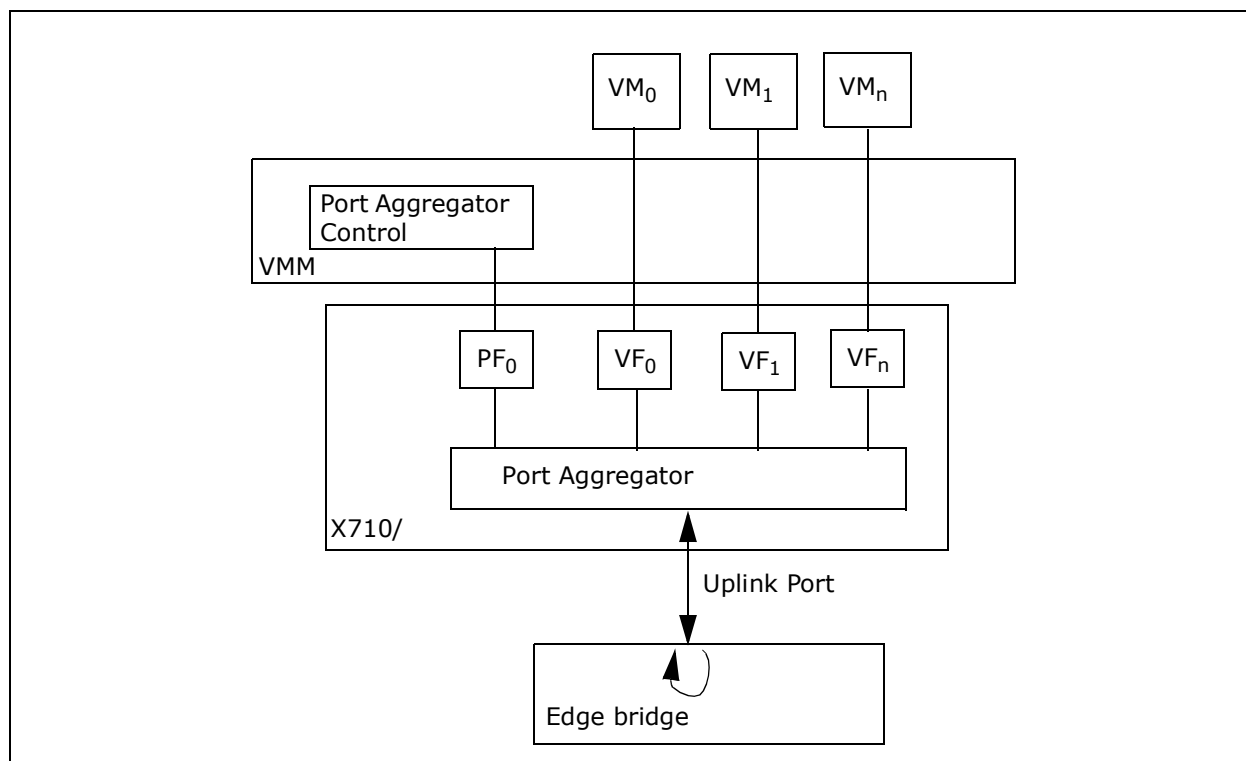 VM₀ VM₁ VMₙ
Port Aggregator
Control
VMM
PF₀ VF₀ VF₁ VFₙ
Port Aggregator
X710/
Uplink Port
Edge bridge